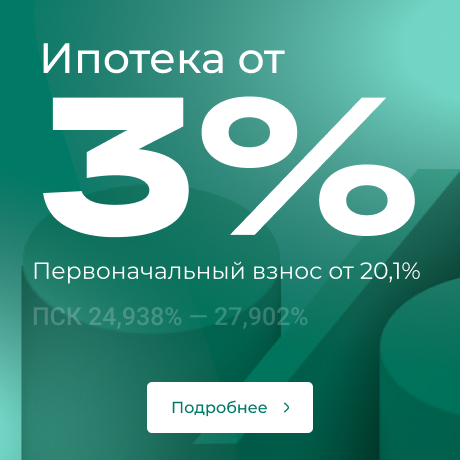 Ипотека от
3%
Первоначальный взнос от 20,1%
ПСК 24,938% — 27,902%
Подробнее